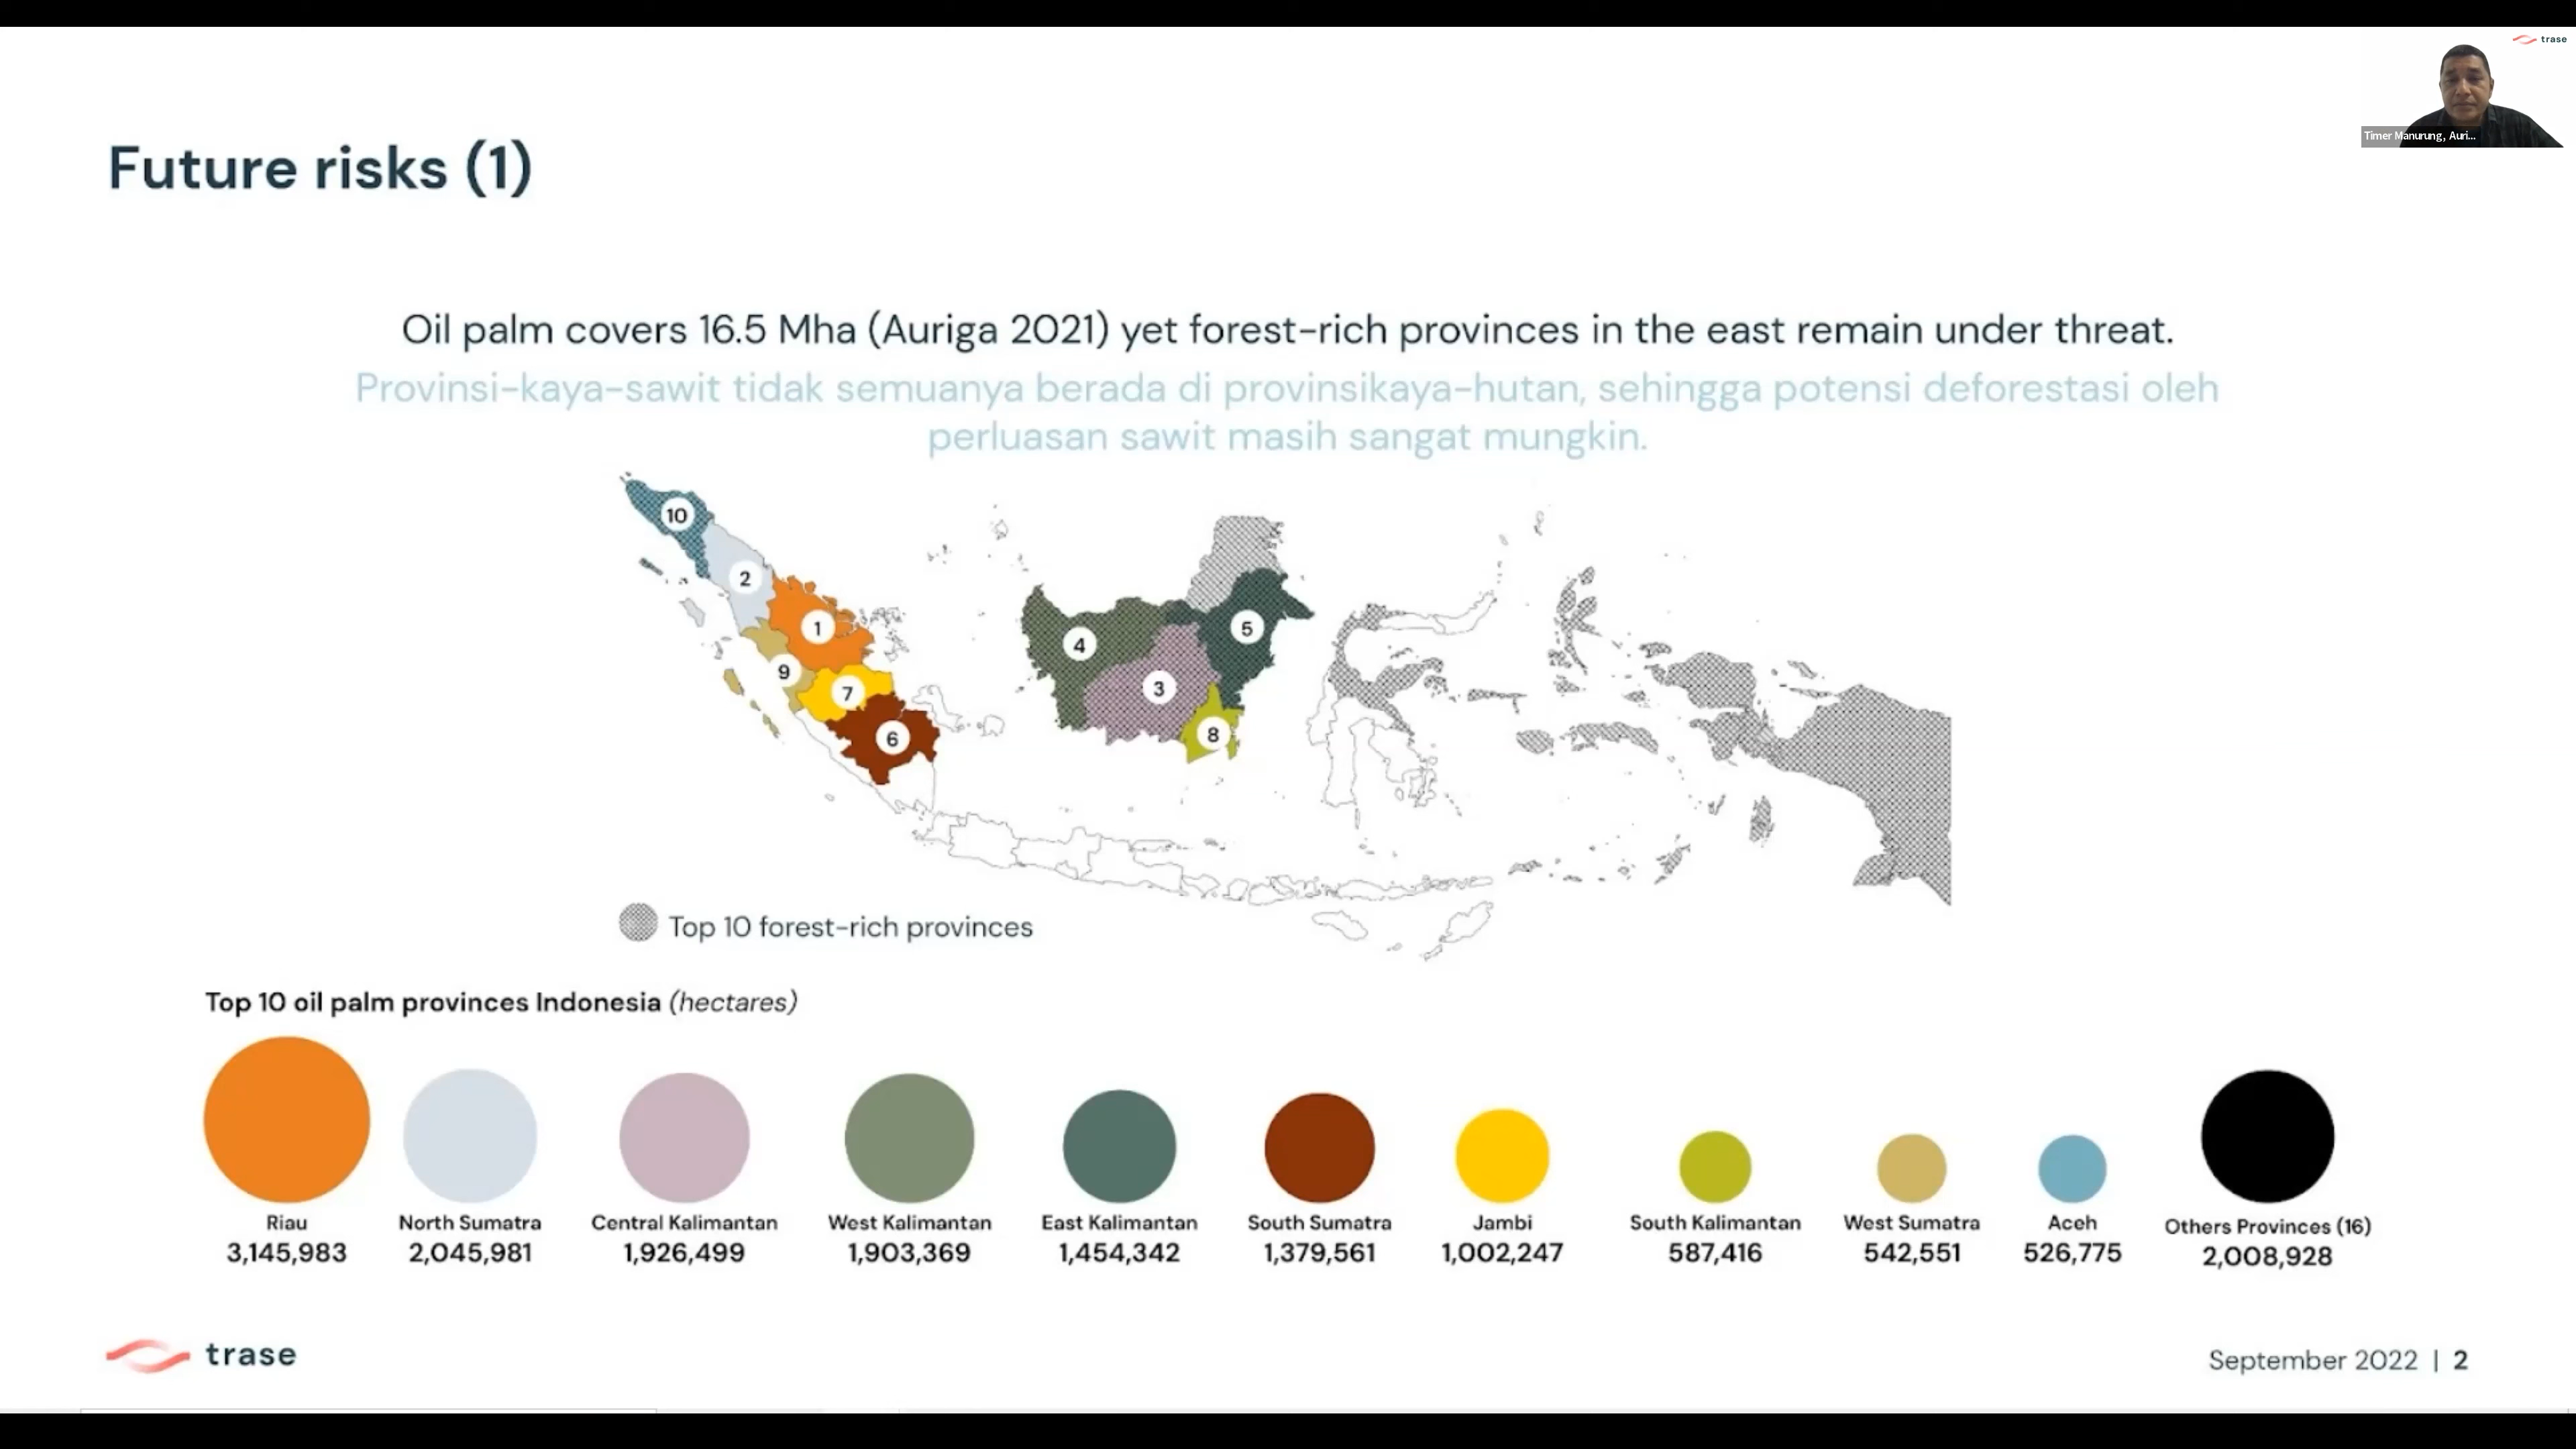 trase
Timer Manurung, Auri...
Future risks (1)
Oil palm covers 16.5 Mha (Auriga 2021) yet forest-rich provinces in the east remain under threat.
Provinsi-kaya-sawit tidak semuanya berada di provinsikaya-hutan, sehingga potensi deforestasi oleh
perluasan sawit masih sangat mungkin.
10
2
1
9
7
6
4
5
3
8
Top 10 forest-rich provinces
Top 10 oil palm provinces Indonesia (hectares)
Riau
3,145,983
North Sumatra
2,045,981
Central Kalimantan
1,926,499
West Kalimantan
1,903,369
East Kalimantan
1,454,342
South Sumatra
1,379,561
Jambi
1,002,247
South Kalimantan
587,416
West Sumatra
542,551
Aceh
526,775
Others Provinces (16)
2,008,928
trase
September 2022 | 2